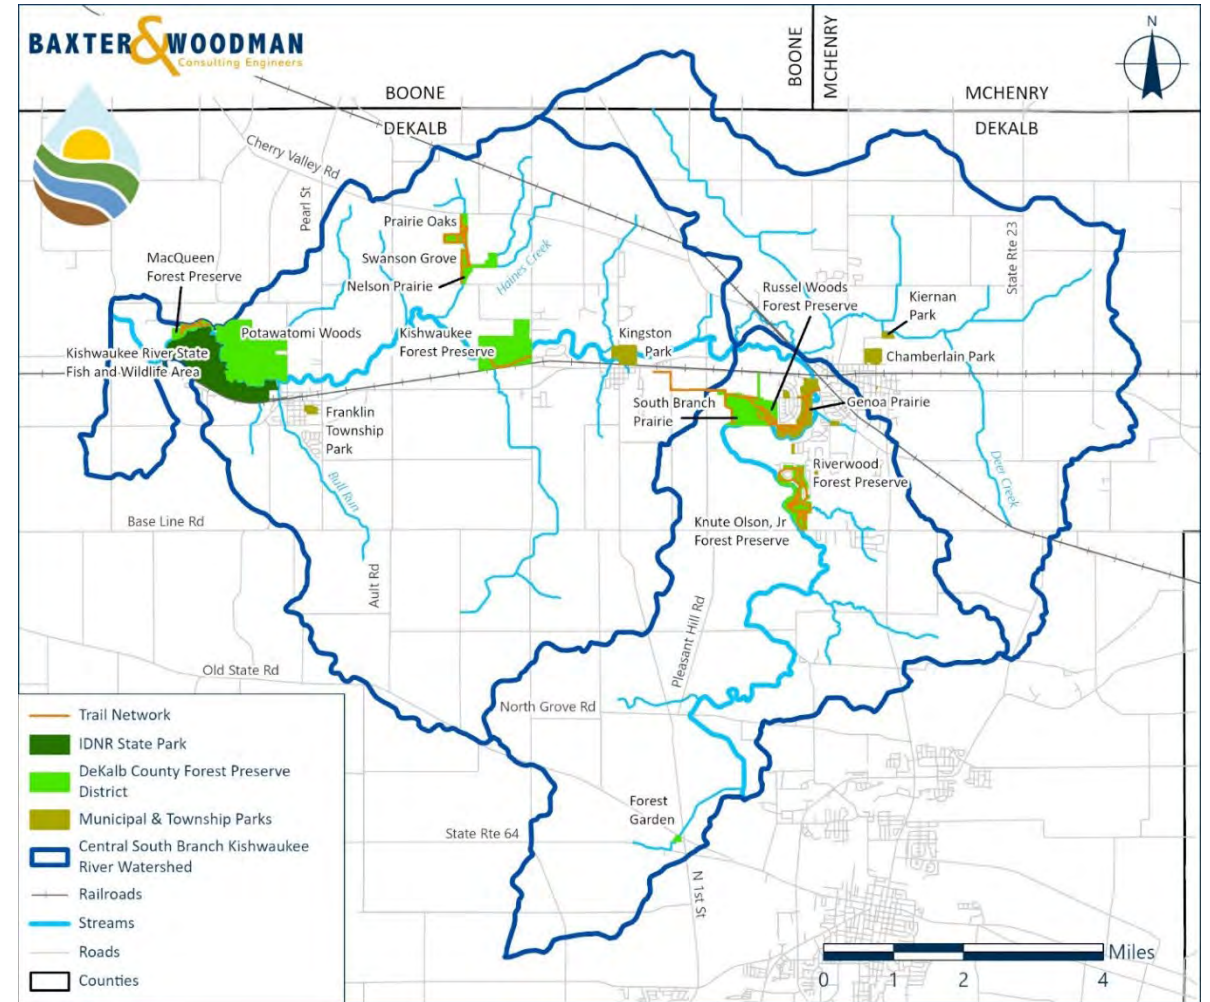 BAXTER & WOODMAN
Consulting Engineers
N
BOONE
MCHENRY
BOONE
MCHENRY
DEKALB
DEKALB
Cherry Valley Rd
Pearl St
State Rte 23
Prairie Oaks
Swanson Grove
Nelson Prairie
Haines Creek
MacQueen
Forest Preserve
Russel Woods
Forest Preserve
Kiernan
Park
Potawatomi Woods
Kishwaukee
Forest Preserve
Kingston
Park
Kishwaukee River State
Fish and Wildlife Area
Chamberlain Park
Franklin
Township
Park
South Branch
Prairie
Genoa Prairie
Riverwood
Forest Preserve
Deer Creek
Bull Run
Base Line Rd
Knute Olson, Jr
Forest Preserve
Ault Rd
Pleasant Hill Rd
Old State Rd
North Grove Rd
Forest
Garden
State Rte 64
N 1st St
Trail Network
IDNR State Park
DeKalb County Forest Preserve
District
Municipal & Township Parks
Central South Branch Kishwaukee
River Watershed
Railroads
Streams
Roads
Counties
Miles
0 1 2 4